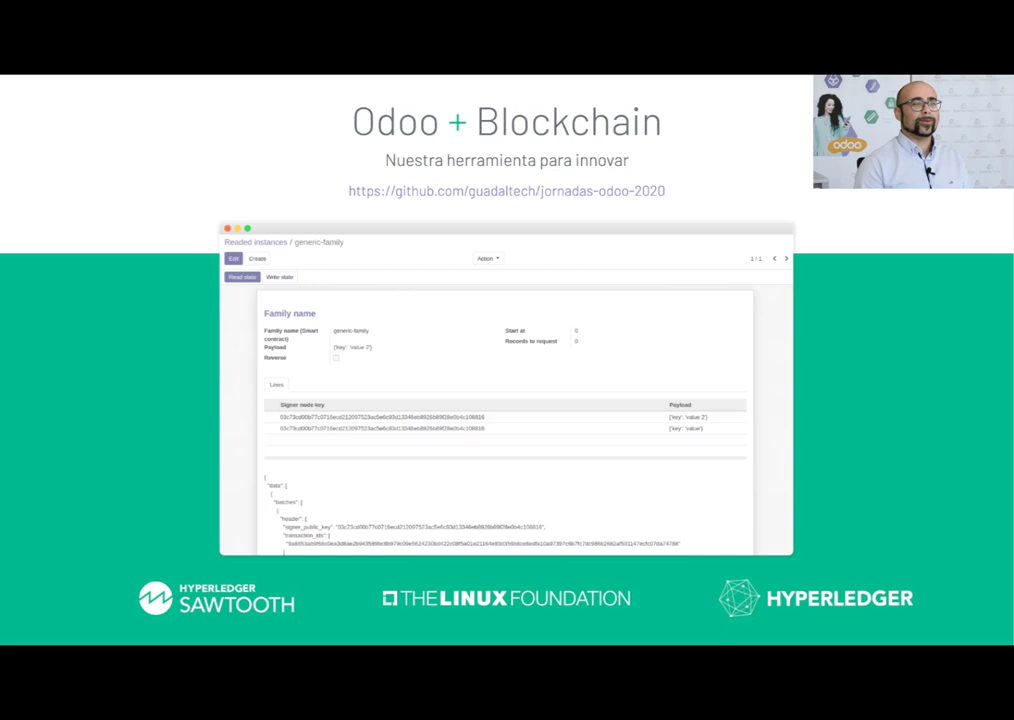 Odoo + Blockchain
Nuestra herramienta para innovar
https://github.com/guadaltech/jornadas-odoo-2020
odoo
Readed instances / generic-family
Edit Create Action 1 / 1
Read state Write state
Family name
Family name (Smart contract) generic-family
Payload {'key': 'value 2'}
Reverse
Start at 0
Records to request 0
Lines
Signer node key Payload
{'key': 'value 2'}
{'key': 'value'}
{
"data": [
{
"batches": [
{
"header": {
"signer_public_key":
"transaction_ids": [
HYPERLEDGER
SAWTOOTH
THE LINUX FOUNDATION
HYPERLEDGER